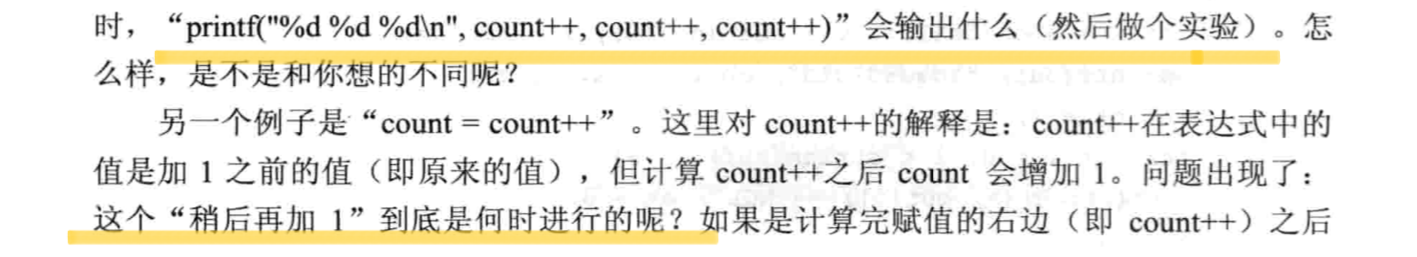 时，“printf("%d %d %d\n", count++, count++, count++)”会输出什么（然后做个实验）。怎
么样，是不是和你想的不同呢？
另一个例子是“count = count++”。这里对 count++的解释是：count++在表达式中的
值是加 1 之前的值（即原来的值），但计算 count++之后 count 会增加 1。问题出现了：
这个“稍后再加 1”到底是何时进行的呢？如果是计算完赋值的右边（即 count++）之后